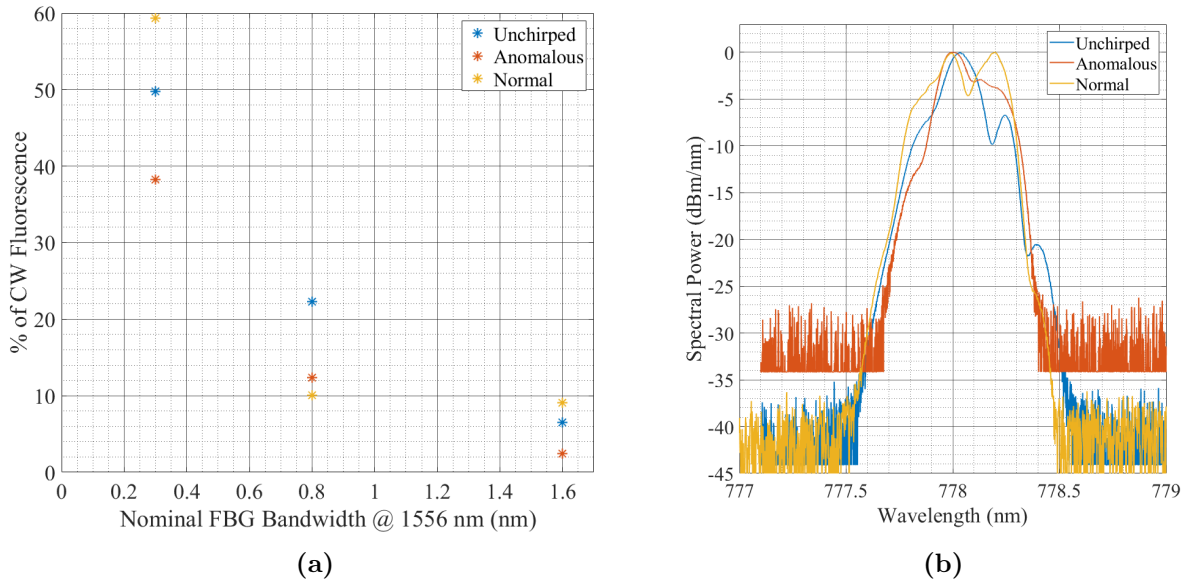 60
50
40
30
20
10
0
% of CW Fluorescence
Unchirped
Anomalous
Normal
0 0.2 0.4 0.6 0.8 1 1.2 1.4 1.6
Nominal FBG Bandwidth @ 1556 nm (nm)
(a)
0
-5
-10
-15
-20
-25
-30
-35
-40
-45
Spectral Power (dBm/nm)
Unchirped
Anomalous
Normal
777 777.5 778 778.5 779
Wavelength (nm)
(b)